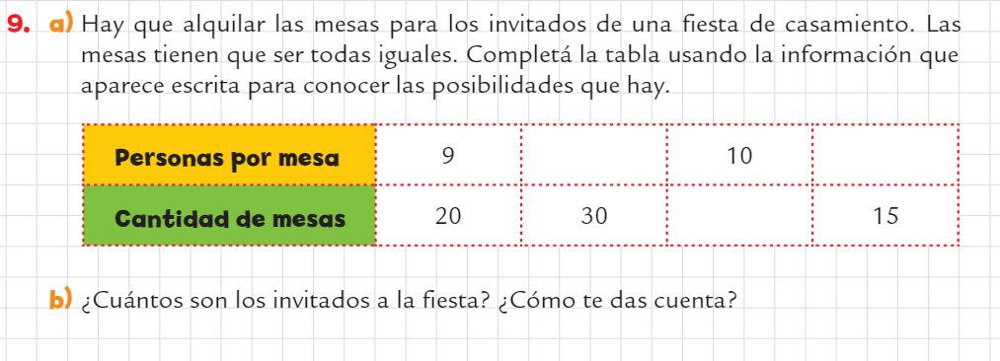 9. a) Hay que alquilar las mesas para los invitados de una fiesta de casamiento. Las
mesas tienen que ser todas iguales. Completá la tabla usando la información que
aparece escrita para conocer las posibilidades que hay.
Personas por mesa 9 10
Cantidad de mesas 20 30 15
b) ¿Cuántos son los invitados a la fiesta? ¿Cómo te das cuenta?